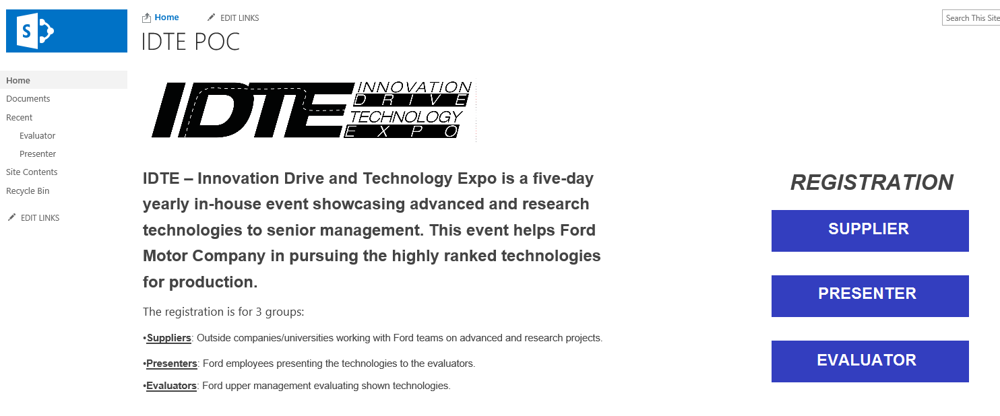 S
Home
EDIT LINKS
Search This Site
IDTE POC
Home
Documents
Recent
Evaluator
Presenter
Site Contents
Recycle Bin
EDIT LINKS
IDTE
INNOVATION
DRIVE
TECHNOLOGY
EXPO
IDTE – Innovation Drive and Technology Expo is a five-day
yearly in-house event showcasing advanced and research
technologies to senior management. This event helps Ford
Motor Company in pursuing the highly ranked technologies
for production.
The registration is for 3 groups:
•Suppliers: Outside companies/universities working with Ford teams on advanced and research projects.
•Presenters: Ford employees presenting the technologies to the evaluators.
•Evaluators: Ford upper management evaluating shown technologies.
REGISTRATION
SUPPLIER
PRESENTER
EVALUATOR